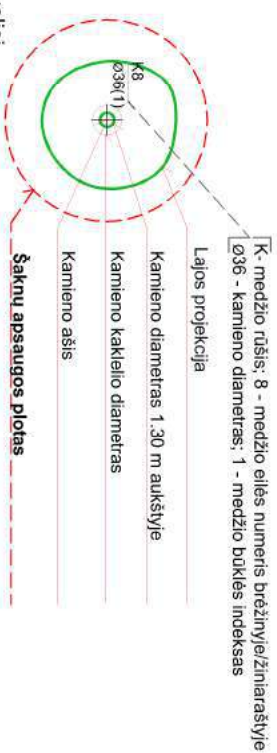 K- medžio rūšis; 8 - medžio eilės numeris brėžinyje/žiniaraštyje
Ø36 - kamieno diametras; 1 - medžio būklės indeksas
K8
Ø36(1)
Lajos projekcija
Kamieno diametras 1.30 m aukštyje
Kamieno kaklelio diametras
Kamieno ašis
Šaknų apsaugos plotas